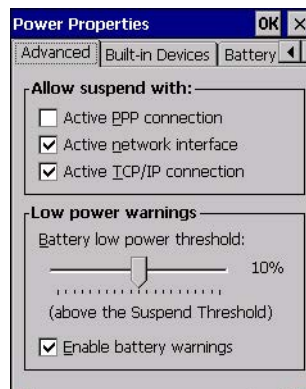 Power Properties OK ×
Advanced Built-in Devices Battery
Allow suspend with:
Active PPP connection
Active network interface
Active TCP/IP connection
Low power warnings
Battery low power threshold:
10%
(above the Suspend Threshold)
Enable battery warnings